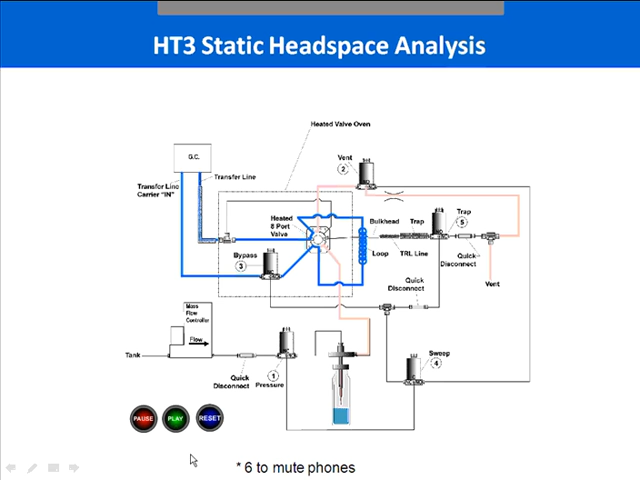 HT3 Static Headspace Analysis
Heated Valve Oven
G.C.
Vent
2
Transfer Line
Transfer Line
Carrier "IN"
Heated
8 Port
Valve
Bulkhead
Trap
Trap
5
Bypass
3
Loop
TRL Line
Quick
Disconnect
Quick
Disconnect
Vent
Mass
Flow
Controller
Flow
Tank
Quick
Disconnect
1
Pressure
Sweep
4
PAUSE
PLAY
RESET
* 6 to mute phones